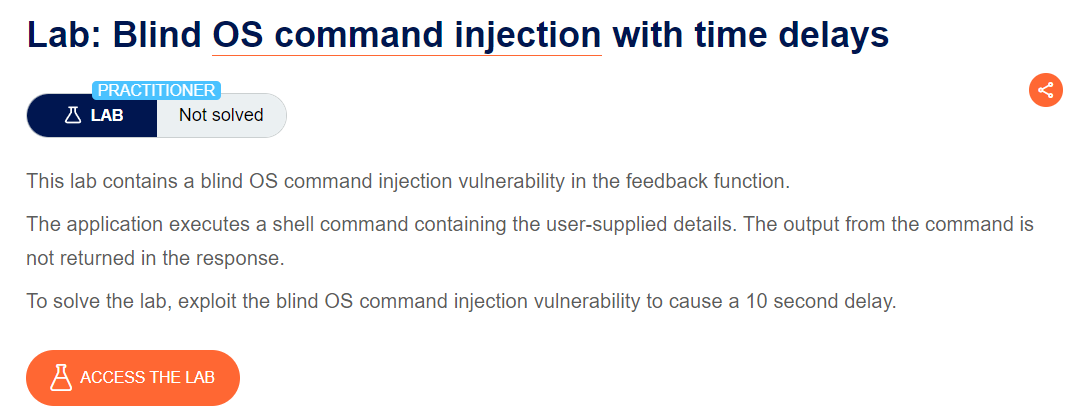 Lab: Blind OS command injection with time delays
PRACTITIONER
LAB
Not solved
This lab contains a blind OS command injection vulnerability in the feedback function.
The application executes a shell command containing the user-supplied details. The output from the command is
not returned in the response.
To solve the lab, exploit the blind OS command injection vulnerability to cause a 10 second delay.
ACCESS THE LAB